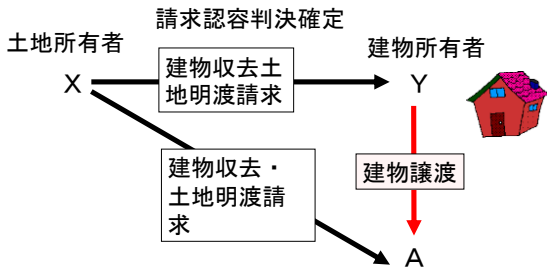 請求認容判決確定
土地所有者
建物所有者
X
建物収去土
地明渡請求
Y
建物収去・
土地明渡請
求
建物譲渡
A